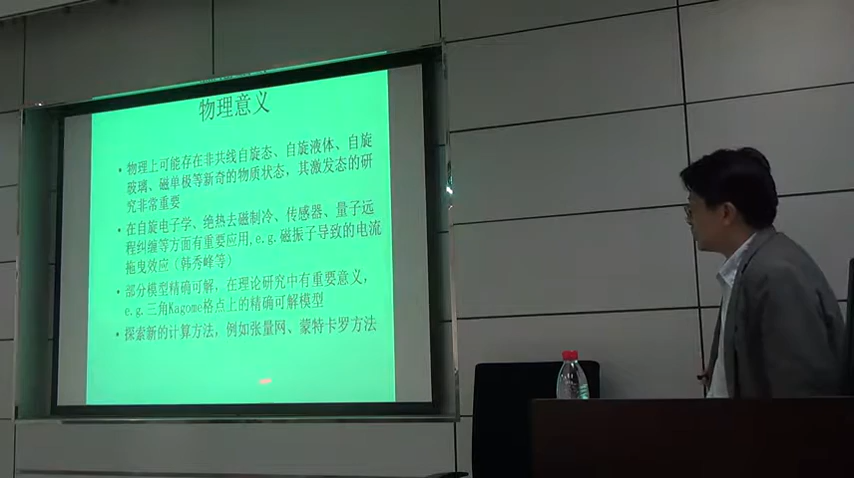 物理意义
• 物理上可能存在非共线自旋态、自旋液体、自旋
玻璃、磁单极等新奇的物质状态，其激发态的研
究非常重要
• 在自旋电子学、绝热去磁制冷、传感器、量子远
程纠缠等方面有重要应用,e.g.磁振子导致的电流
拖曳效应（韩秀峰等）
• 部分模型精确可解，在理论研究中有重要意义，
e.g.三角Kagome格点上的精确可解模型
• 探索新的计算方法，例如张量网、蒙特卡罗方法